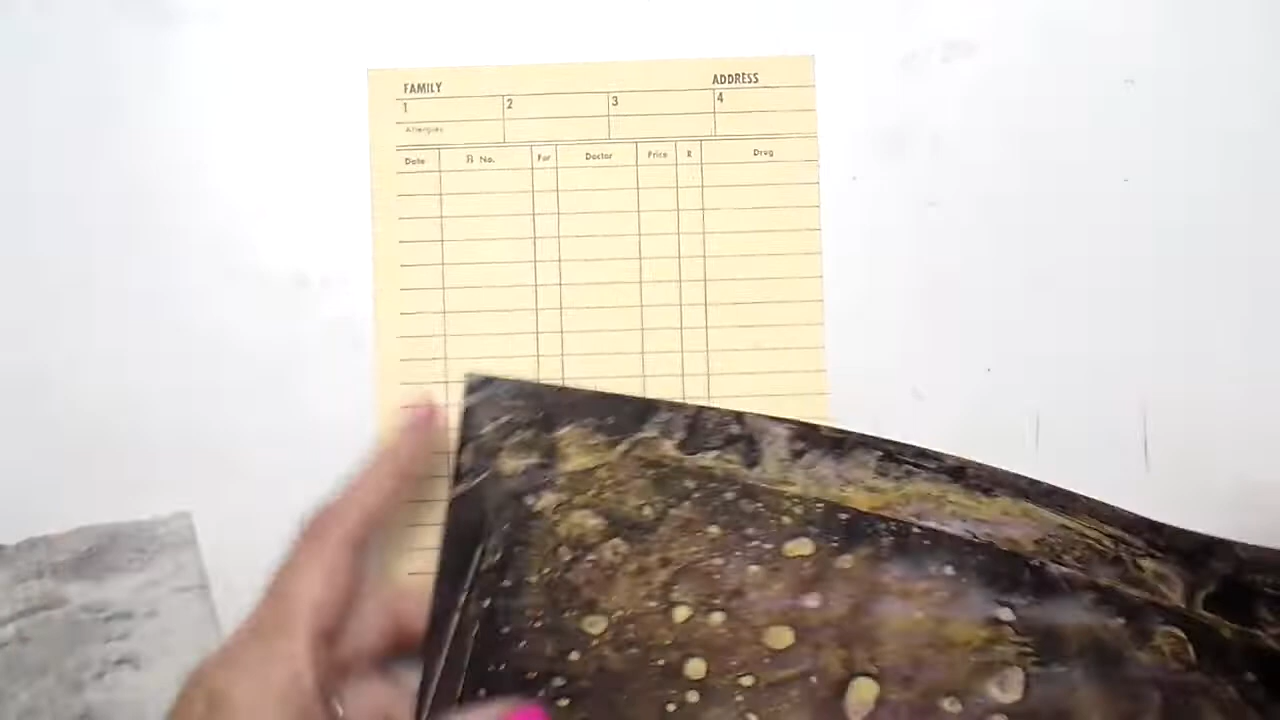 FAMILY ADDRESS
1 2 3 4
Allergies
Date ℞ No. For Doctor Price R Drug